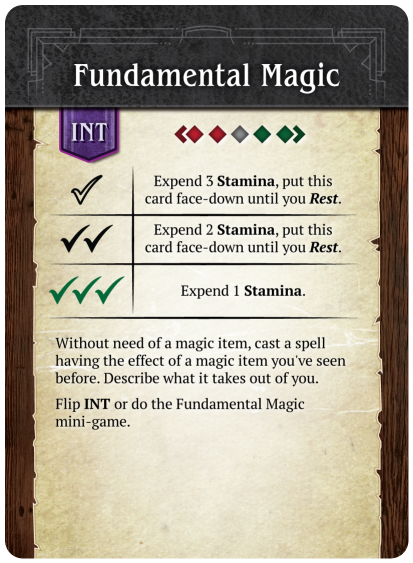 Fundamental Magic
INT
Expend 3 Stamina, put this
card face-down until you Rest.
Expend 2 Stamina, put this
card face-down until you Rest.
Expend 1 Stamina.
Without need of a magic item, cast a spell
having the effect of a magic item you've seen
before. Describe what it takes out of you.
Flip INT or do the Fundamental Magic
mini-game.